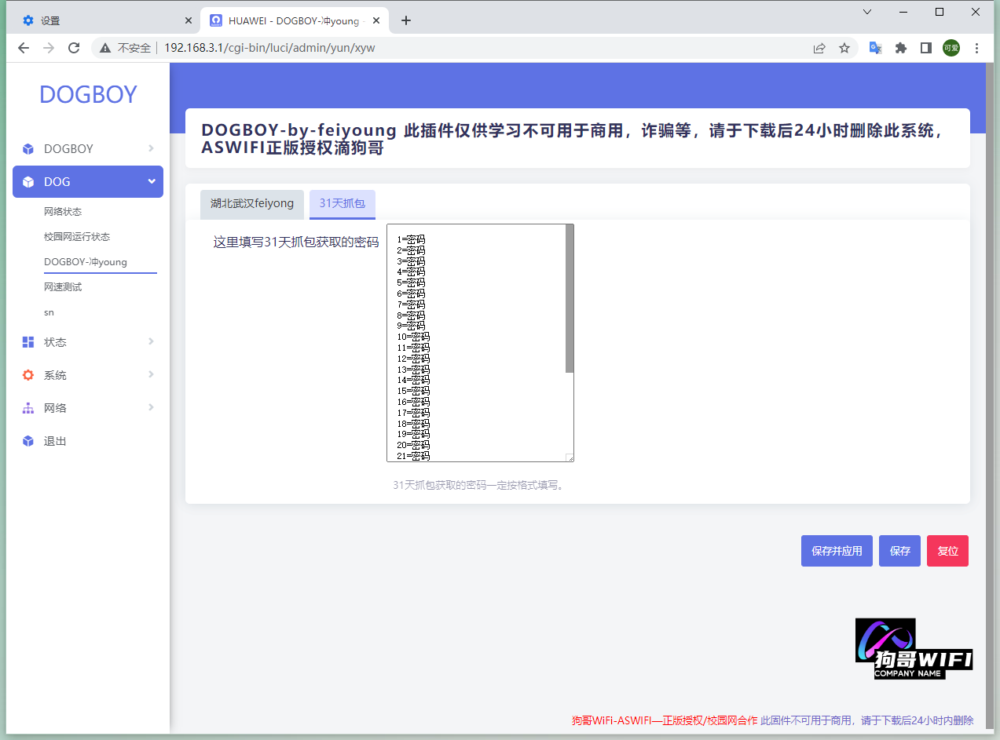 设置
HUAWEI - DOGBOY-冲young
不安全
192.168.3.1/cgi-bin/luci/admin/yun/xyw
可爱
DOGBOY
DOGBOY
DOG
网络状态
校园网运行状态
DOGBOY-冲young
网速测试
sn
状态
系统
网络
退出
DOGBOY-by-feiyoung 此插件仅供学习不可用于商用，诈骗等，请于下载后24小时删除此系统，
ASWIFI正版授权滴狗哥
湖北武汉feiyong
31天抓包
这里填写31天抓包获取的密码
1=密码
2=密码
3=密码
4=密码
5=密码
6=密码
7=密码
8=密码
9=密码
10=密码
11=密码
12=密码
13=密码
14=密码
15=密码
16=密码
17=密码
18=密码
19=密码
20=密码
21=密码
31天抓包获取的密码一定按格式填写。
保存并应用
保存
复位
狗哥WIFI
COMPANY NAME
狗哥WiFi-ASWIFI—正版授权/校园网合作 此固件不可用于商用，请于下载后24小时内删除